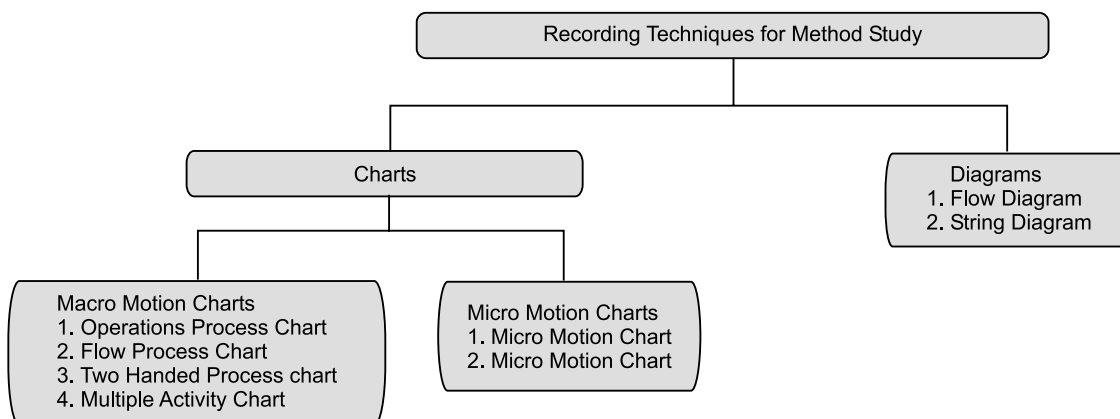 Recording Techniques for Method Study
Charts
Diagrams
1. Flow Diagram
2. String Diagram
Macro Motion Charts
1. Operations Process Chart
2. Flow Process Chart
3. Two Handed Process chart
4. Multiple Activity Chart
Micro Motion Charts
1. Micro Motion Chart
2. Micro Motion Chart